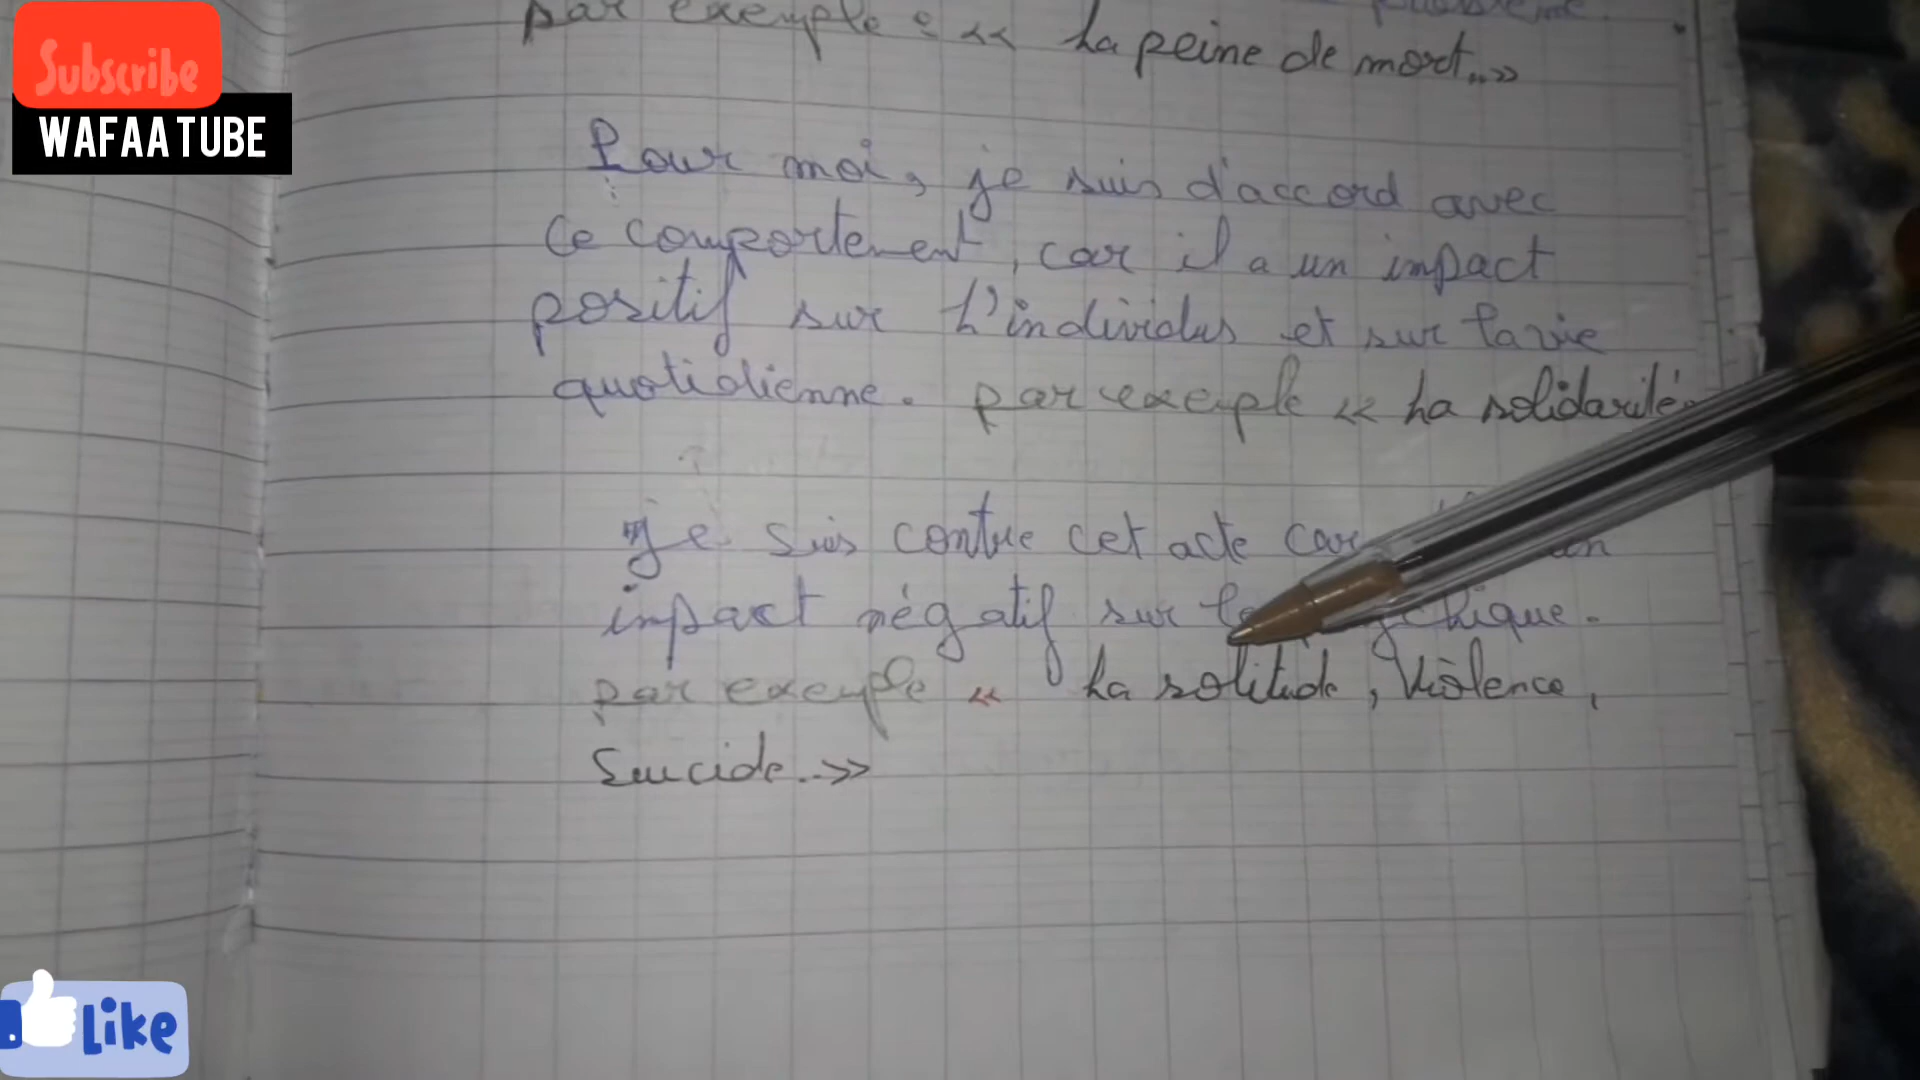 Subscribe
WAFAA TUBE
par exemple : << La peine de mort..>>
Pour moi, je suis d'accord avec
ce comportement, car il a un impact
positif sur l'individus et sur la vie
quotidienne. par exemple << La solidarité.
je suis contre cet acte car un
impact négatif sur
par exemple << La solitude, Violence,
Suicide..>>
Like